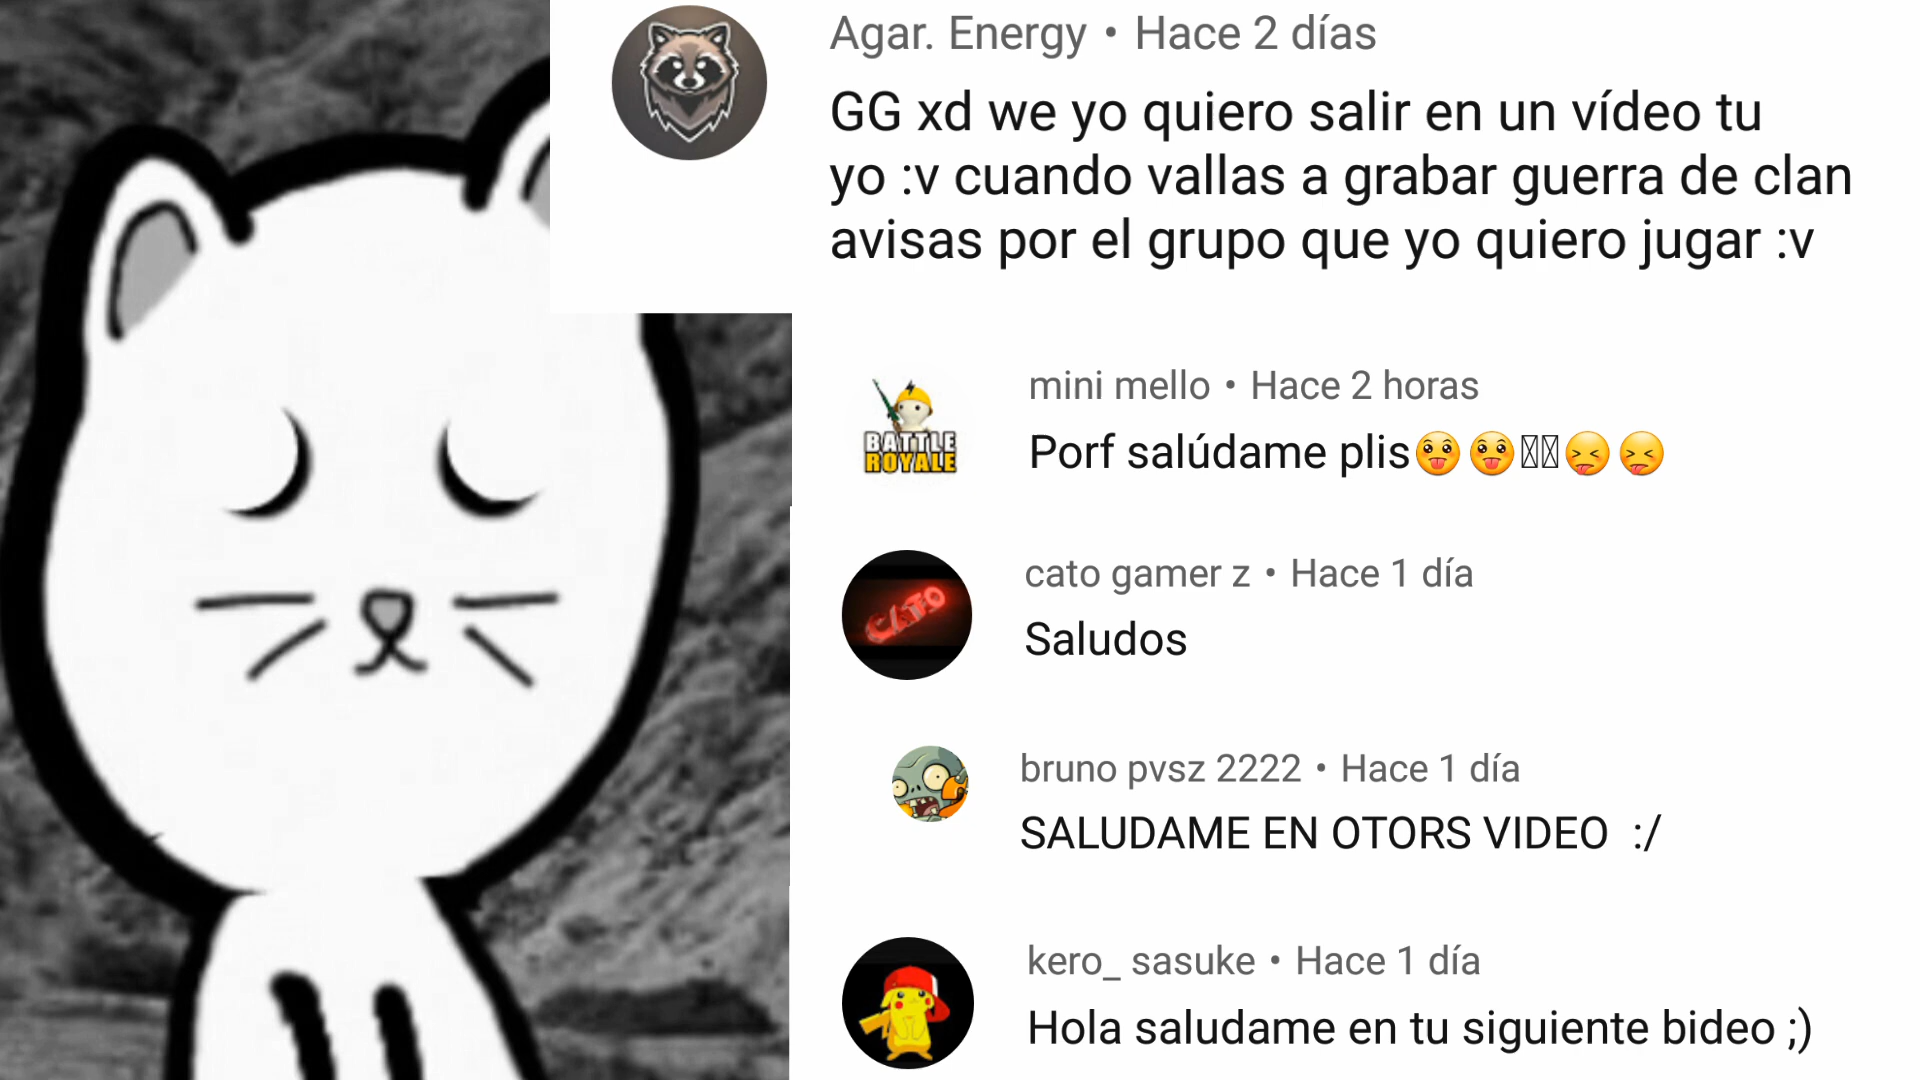 Agar. Energy • Hace 2 días
GG xd we yo quiero salir en un vídeo tu
yo :v cuando vallas a grabar guerra de clan
avisas por el grupo que yo quiero jugar :v
mini mello • Hace 2 horas
BATTLE
ROYALE
Porf salúdame plis😛😛😝😝
cato gamer z • Hace 1 día
CATO
Saludos
bruno pvsz 2222 • Hace 1 día
SALUDAME EN OTORS VIDEO :/
kero_ sasuke • Hace 1 día
Hola saludame en tu siguiente bideo ;)